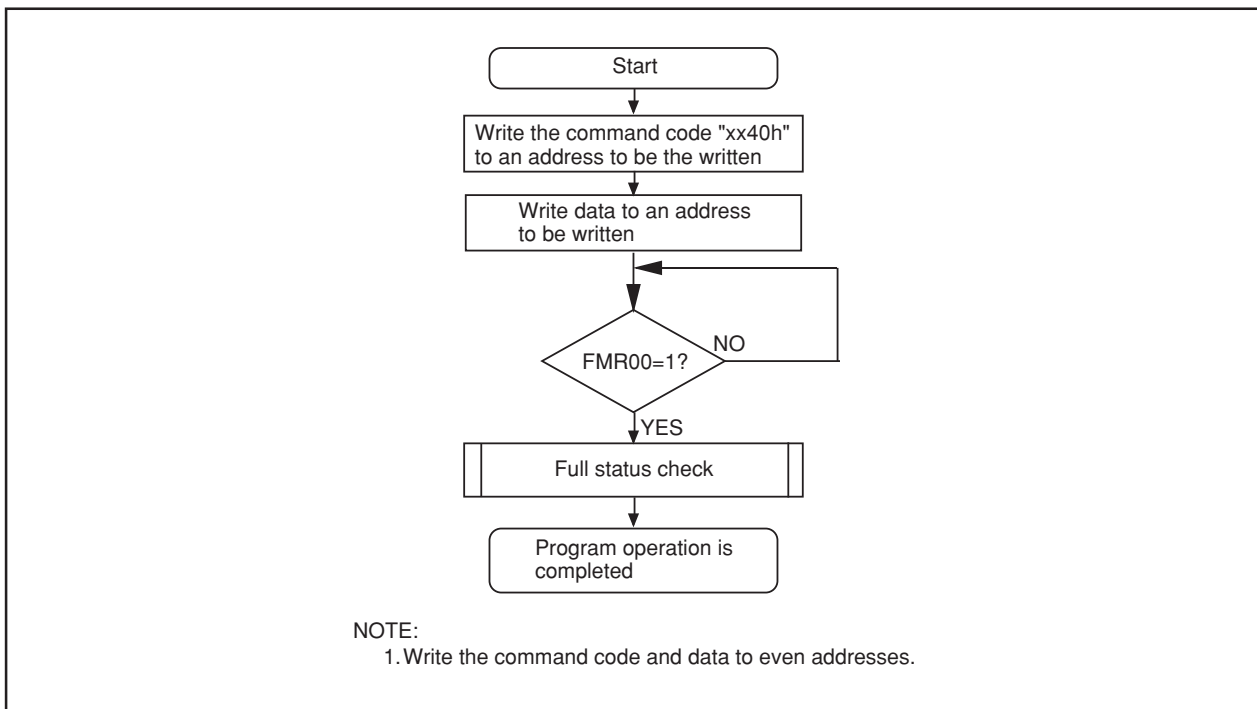 Start
Write the command code "xx40h"
to an address to be the written
Write data to an address
to be written
FMR00=1?
NO
YES
Full status check
Program operation is
completed
NOTE:
1. Write the command code and data to even addresses.